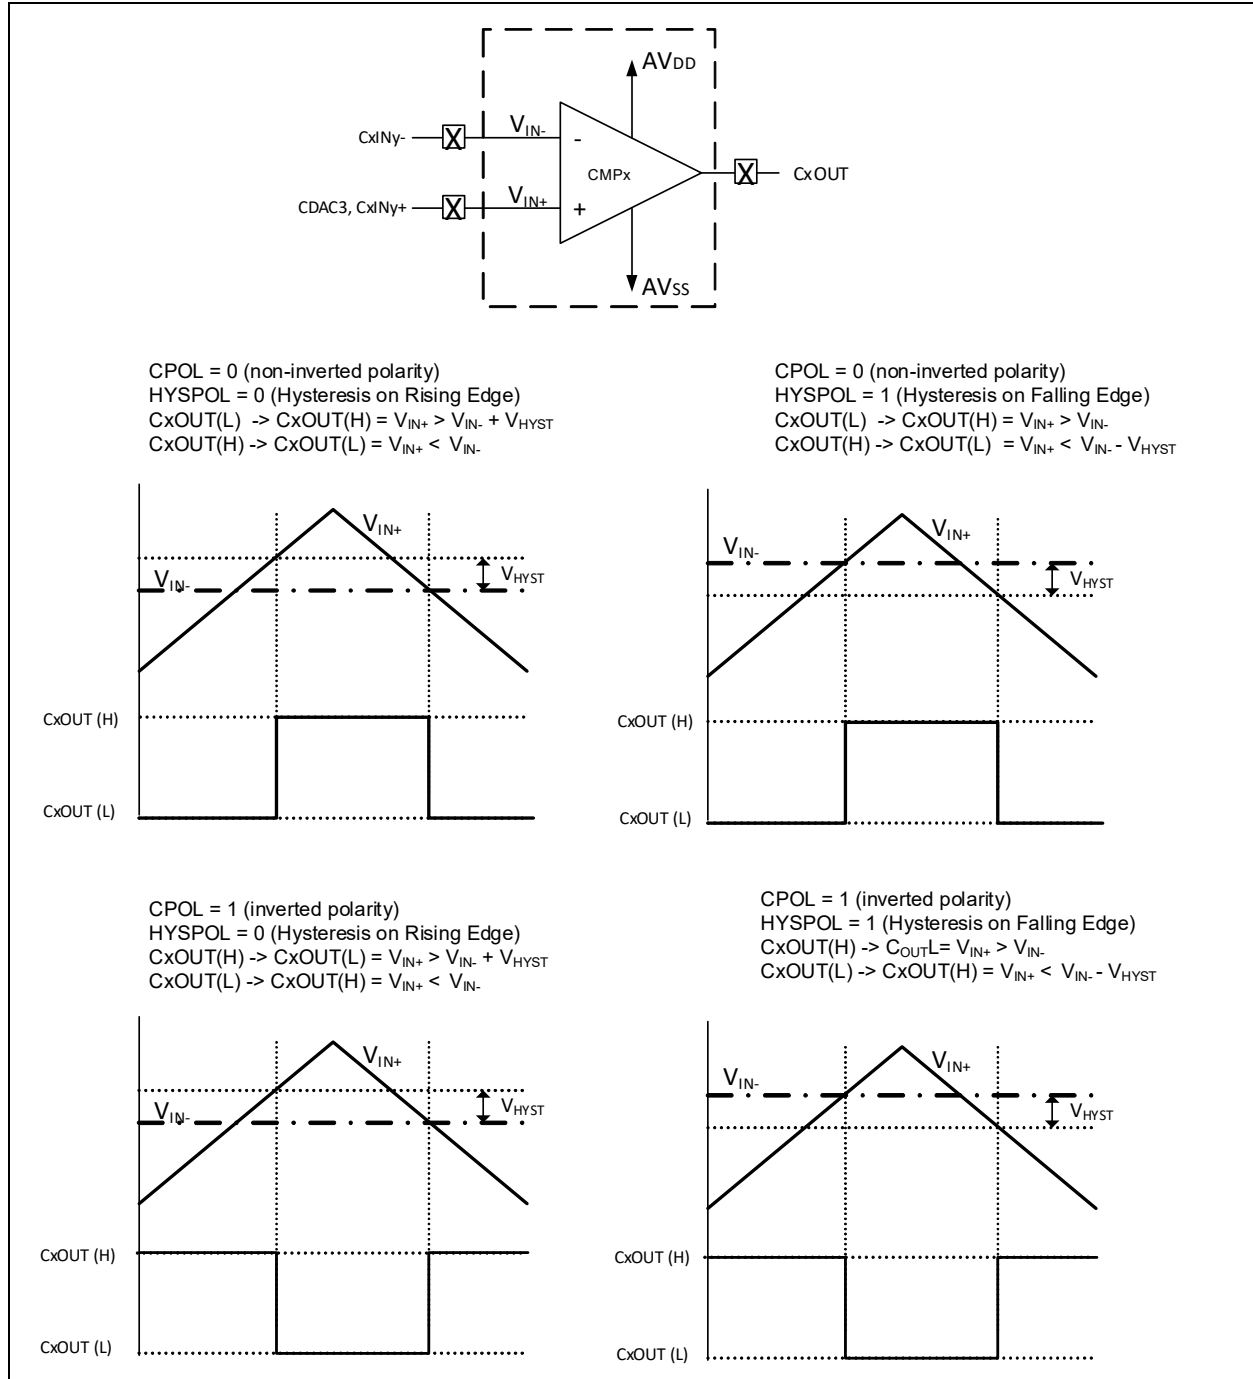 AVDD
CxINy-
X
VIN-
-
CMPx
X
CxOUT
CDAC3, CxINy+
X
VIN+
+
AVSS
CPOL = 0 (non-inverted polarity)
HYSPOL = 0 (Hysteresis on Rising Edge)
CxOUT(L) -> CxOUT(H) = VIN+ > VIN- + VHYST
CxOUT(H) -> CxOUT(L) = VIN+ < VIN-
VIN+
VIN-
VHYST
CxOUT (H)
CxOUT (L)
CPOL = 0 (non-inverted polarity)
HYSPOL = 1 (Hysteresis on Falling Edge)
CxOUT(L) -> CxOUT(H) = VIN+ > VIN-
CxOUT(H) -> CxOUT(L) = VIN+ < VIN- - VHYST
VIN-
VIN+
VHYST
CxOUT (H)
CxOUT (L)
CPOL = 1 (inverted polarity)
HYSPOL = 0 (Hysteresis on Rising Edge)
CxOUT(H) -> CxOUT(L) = VIN+ > VIN- + VHYST
CxOUT(L) -> CxOUT(H) = VIN+ < VIN-
VIN+
VIN-
VHYST
CxOUT (H)
CxOUT (L)
CPOL = 1 (inverted polarity)
HYSPOL = 1 (Hysteresis on Falling Edge)
CxOUT(H) -> COUTL= VIN+ > VIN-
CxOUT(L) -> CxOUT(H) = VIN+ < VIN- - VHYST
VIN-
VIN+
VHYST
CxOUT (H)
CxOUT (L)